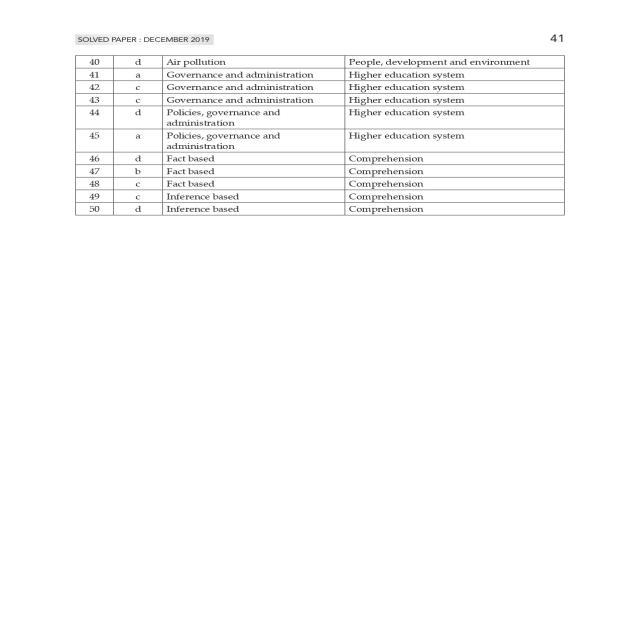 SOLVED PAPER : DECEMBER 2019 41
40 d Air pollution People, development and environment
41 a Governance and administration Higher education system
42 c Governance and administration Higher education system
43 c Governance and administration Higher education system
44 d Policies, governance and Higher education system
administration
45 a Policies, governance and Higher education system
administration
46 d Fact based Comprehension
47 b Fact based Comprehension
48 c Fact based Comprehension
49 c Inference based Comprehension
50 d Inference based Comprehension